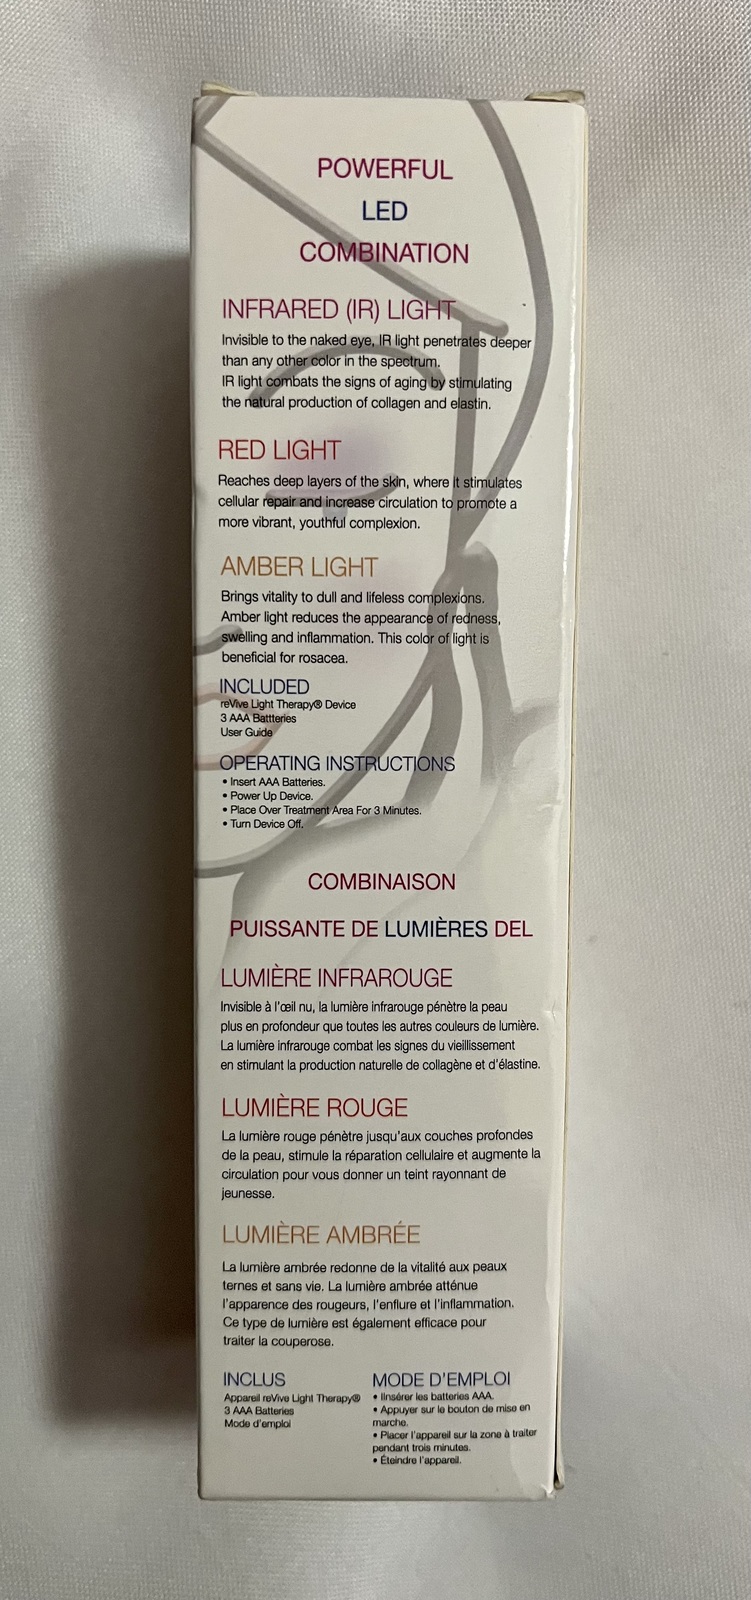 POWERFUL
LED
COMBINATION
INFRARED (IR) LIGHT
Invisible to the naked eye, IR light penetrates deeper
than any other color in the spectrum.
IR light combats the signs of aging by stimulating
the natural production of collagen and elastin.
RED LIGHT
Reaches deep layers of the skin, where it stimulates
cellular repair and increase circulation to promote a
more vibrant, youthful complexion.
AMBER LIGHT
Brings vitality to dull and lifeless complexions.
Amber light reduces the appearance of redness,
swelling and inflammation. This color of light is
beneficial for rosacea.
INCLUDED
reVive Light Therapy® Device
3 AAA Battteries
User Guide
OPERATING INSTRUCTIONS
• Insert AAA Batteries.
• Power Up Device.
• Place Over Treatment Area For 3 Minutes.
• Turn Device Off.
COMBINAISON
PUISSANTE DE LUMIÈRES DEL
LUMIÈRE INFRAROUGE
Invisible à l'œil nu, la lumière infrarouge pénètre la peau
plus en profondeur que toutes les autres couleurs de lumière.
La lumière infrarouge combat les signes du vieillissement
en stimulant la production naturelle de collagène et d'élastine.
LUMIÈRE ROUGE
La lumière rouge pénètre jusqu'aux couches profondes
de la peau, stimule la réparation cellulaire et augmente la
circulation pour vous donner un teint rayonnant de
jeunesse.
LUMIÈRE AMBRÉE
La lumière ambrée redonne de la vitalité aux peaux
ternes et sans vie. La lumière ambrée atténue
l'apparence des rougeurs, l'enflure et l'inflammation.
Ce type de lumière est également efficace pour
traiter la couperose.
INCLUS
Appareil reVive Light Therapy®
3 AAA Batteries
Mode d'emploi
MODE D'EMPLOI
• Iinsérer les batteries AAA.
• Appuyer sur le bouton de mise en
marche.
• Placer l'appareil sur la zone à traiter
pendant trois minutes.
• Éteindre l'appareil.